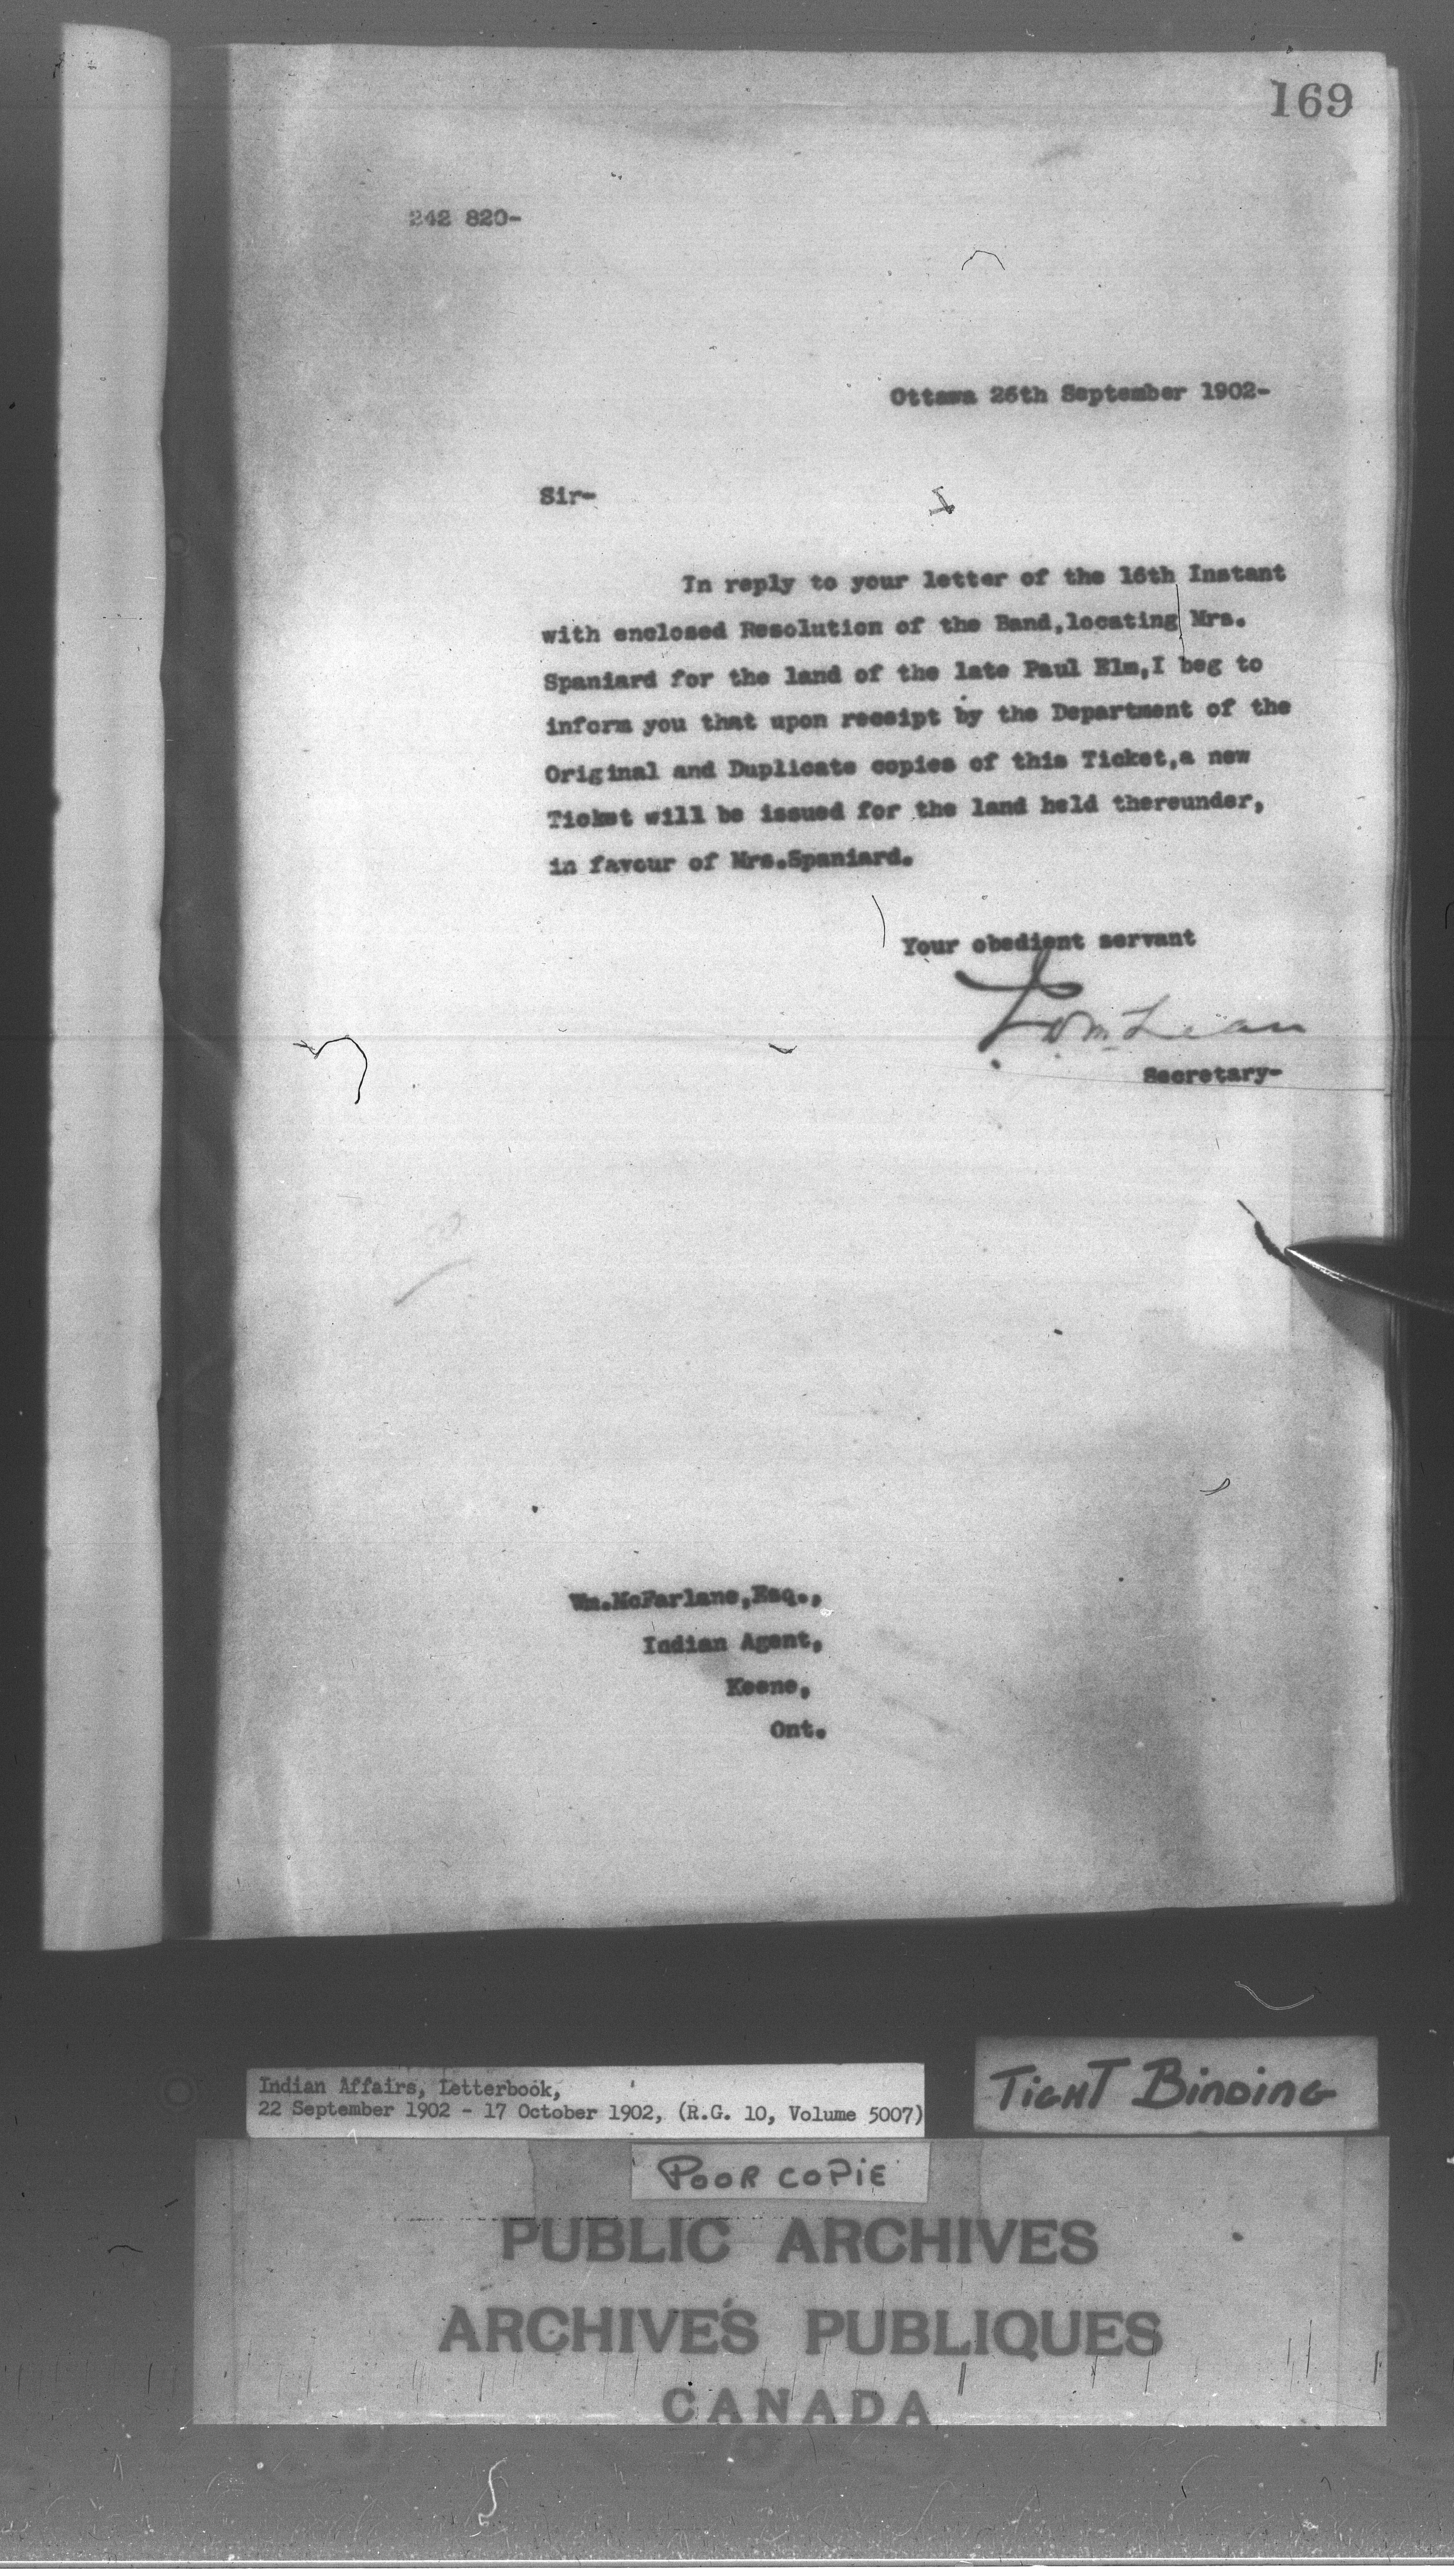 169
242 820-
Ottawa 26th September 1902-
Sir-
In reply to your letter of the 16th Instant
with enclosed Resolution of the Band,locating Mrs.
Spaniard for the land of the late Paul Elm,I beg to
inform you that upon receipt by the Department of the
Original and Duplicate copies of this Ticket,a new
Ticket will be issued for the land held thereunder,
in favour of Mrs.Spaniard.
Your obedient servant
Secretary-
Wm.McFarlane,Esq.,
Indian Agent,
Keene,
Ont.
Indian Affairs, Letterbook,
22 September 1902 - 17 October 1902, (R.G. 10, Volume 5007)
TIGHT BINDING
POOR COPIE
PUBLIC ARCHIVES
ARCHIVES PUBLIQUES
CANADA